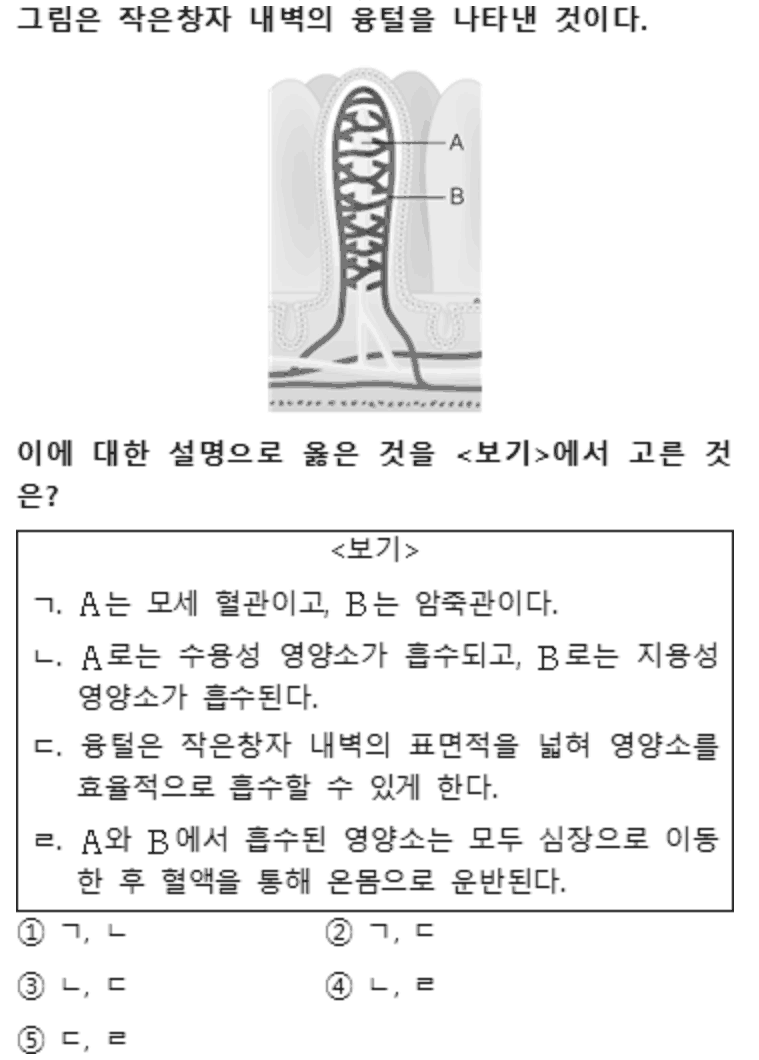 그림은 작은창자 내벽의 융털을 나타낸 것이다.
A
B
이에 대한 설명으로 옳은 것을 <보기>에서 고른 것
은?
<보기>
ㄱ. A는 모세 혈관이고, B는 암죽관이다.
ㄴ. A로는 수용성 영양소가 흡수되고, B로는 지용성
영양소가 흡수된다.
ㄷ. 융털은 작은창자 내벽의 표면적을 넓혀 영양소를
효율적으로 흡수할 수 있게 한다.
ㄹ. A와 B에서 흡수된 영양소는 모두 심장으로 이동
한 후 혈액을 통해 온몸으로 운반된다.
① ㄱ, ㄴ ② ㄱ, ㄷ
③ ㄴ, ㄷ ④ ㄴ, ㄹ
⑤ ㄷ, ㄹ